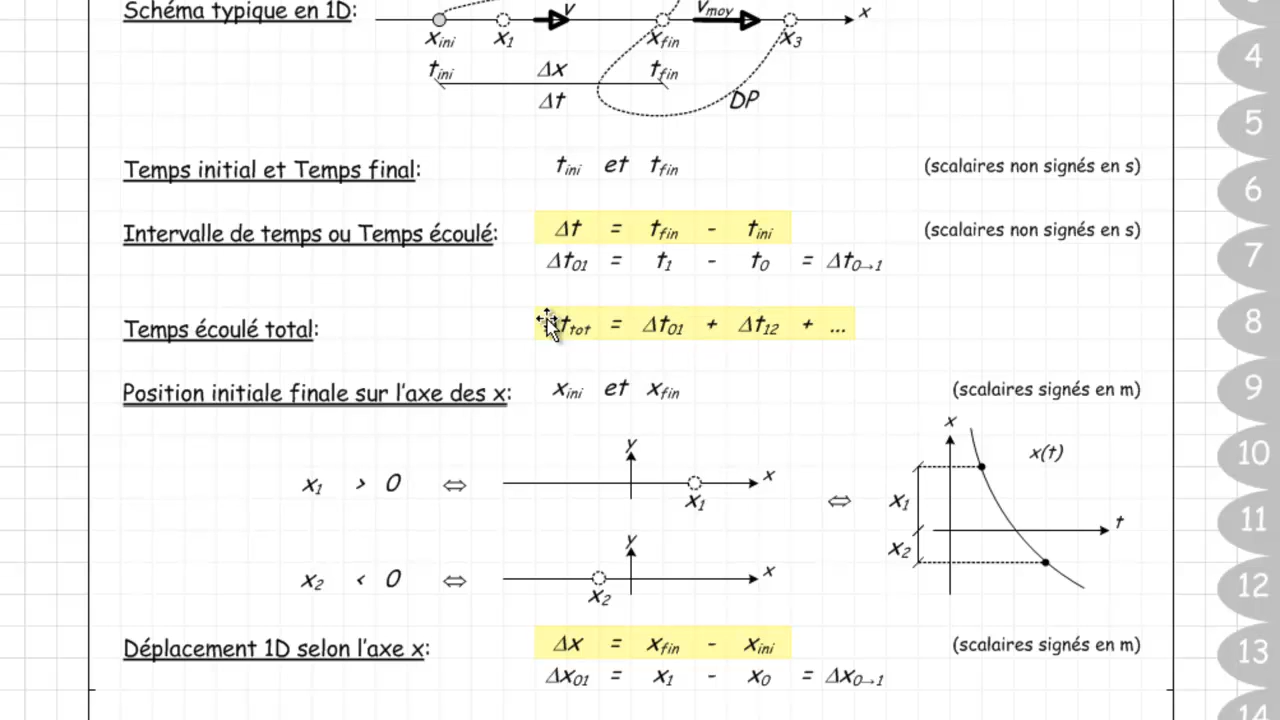 Schéma typique en 1D: v v_moy x
x_ini x_1 x_fin x_3
t_ini Δx t_fin
Δt DP
Temps initial et Temps final: t_ini et t_fin (scalaires non signés en s)
Intervalle de temps ou Temps écoulé: Δt = t_fin - t_ini (scalaires non signés en s)
Δt_01 = t_1 - t_0 = Δt_0→1
Temps écoulé total: t_tot = Δt_01 + Δt_12 + ...
Position initiale finale sur l'axe des x: x_ini et x_fin (scalaires signés en m)
x
y x(t)
x_1 > 0 ⇔ x ⇔ x_1
x_1
t
y x_2
x_2 < 0 ⇔ x
x_2
Déplacement 1D selon l'axe x: Δx = x_fin - x_ini (scalaires signés en m)
Δx_01 = x_1 - x_0 = Δx_0→1
4
5
6
7
8
9
10
11
12
13
14